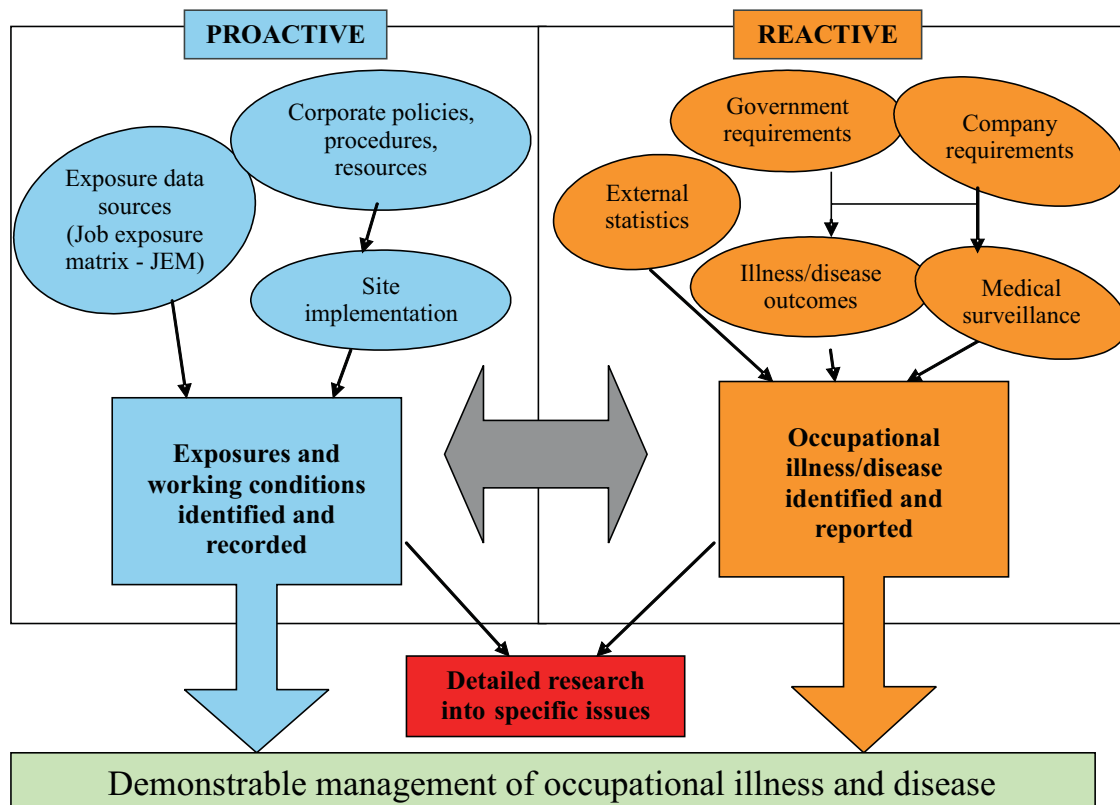 PROACTIVE
Corporate policies,
procedures,
resources
Exposure data
sources
(Job exposure
matrix - JEM)
Site
implementation
Exposures and
working conditions
identified and
recorded
REACTIVE
Government
requirements
Company
requirements
External
statistics
Illness/disease
outcomes
Medical
surveillance
Occupational
illness/disease
identified and
reported
Detailed research
into specific issues
Demonstrable management of occupational illness and disease